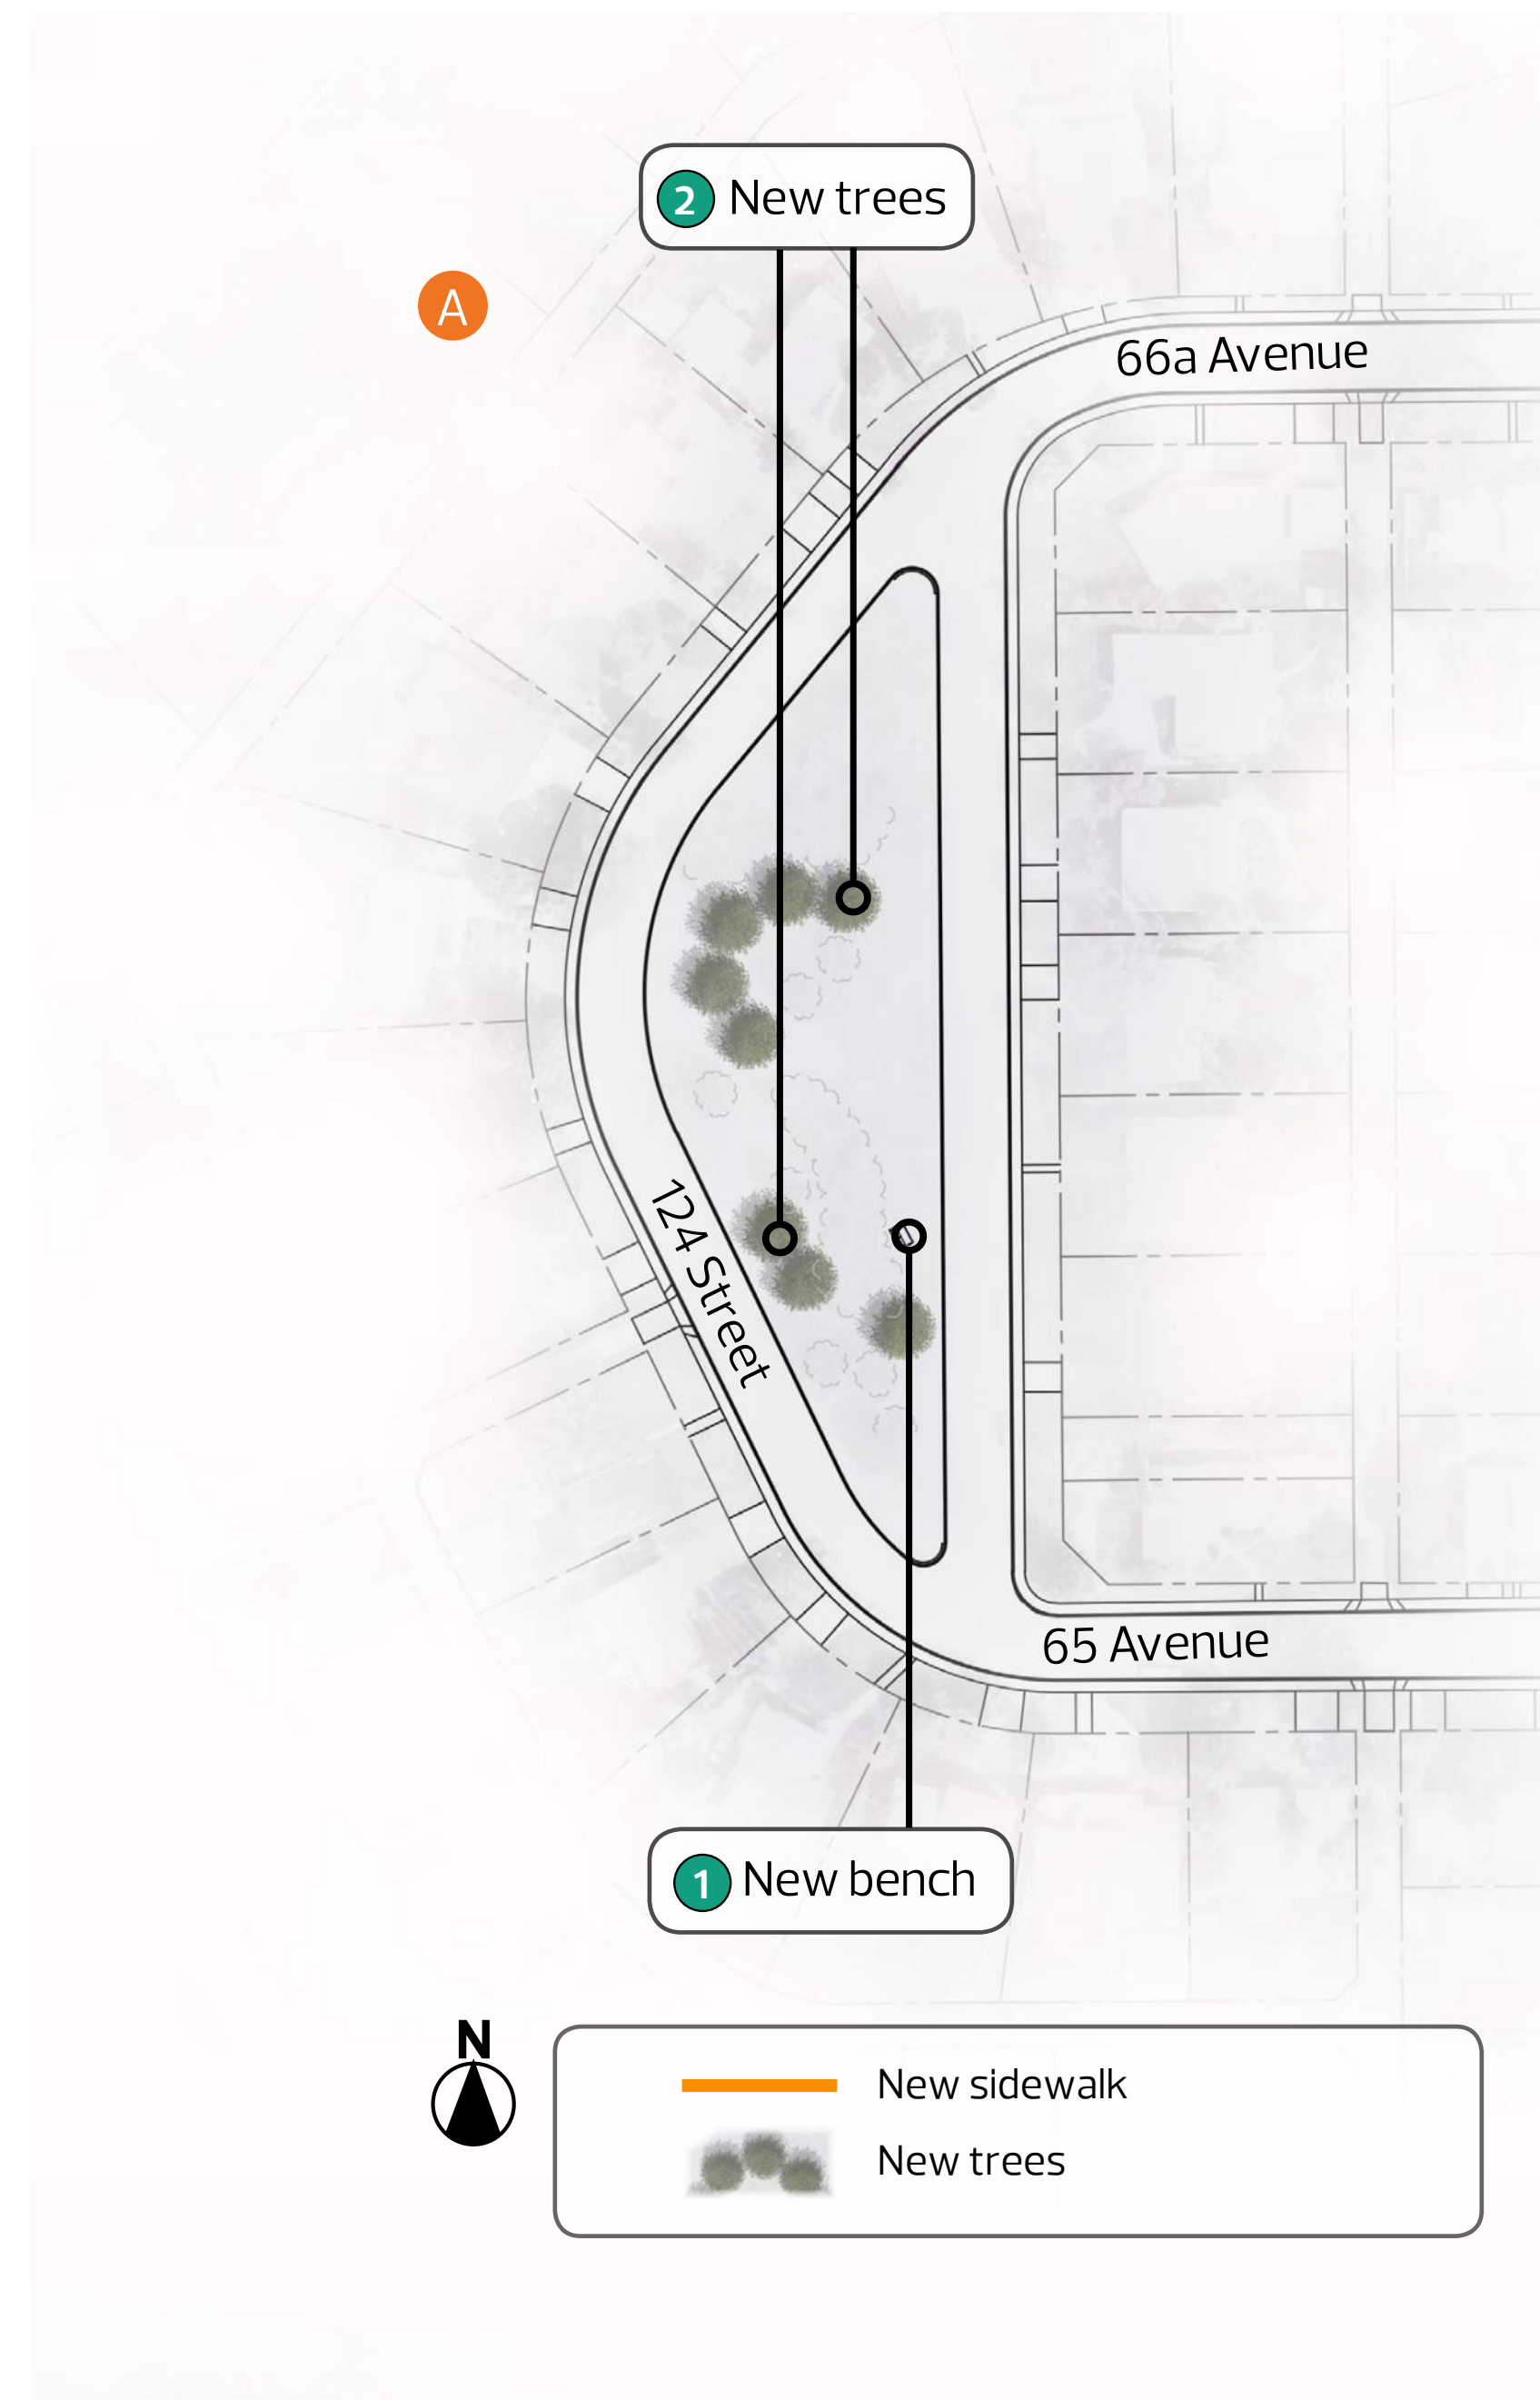 2 New trees
A
66a Avenue
124 Street
65 Avenue
1 New bench
N
New sidewalk
New trees